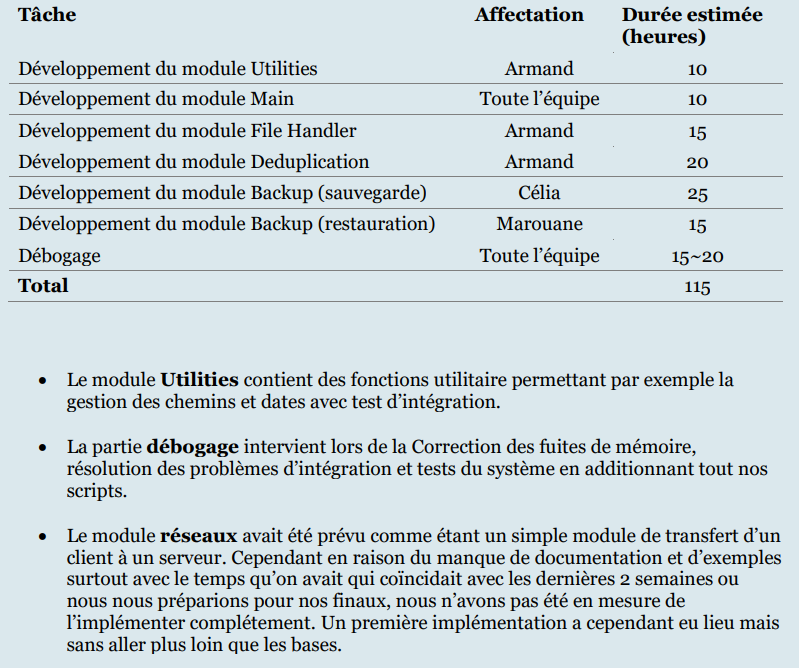 Tâche Affectation Durée estimée
(heures)
Développement du module Utilities Armand 10
Développement du module Main Toute l’équipe 10
Développement du module File Handler Armand 15
Développement du module Deduplication Armand 20
Développement du module Backup (sauvegarde) Célia 25
Développement du module Backup (restauration) Marouane 15
Débogage Toute l’équipe 15~20
Total 115
• Le module Utilities contient des fonctions utilitaire permettant par exemple la
gestion des chemins et dates avec test d’intégration.
• La partie débogage intervient lors de la Correction des fuites de mémoire,
résolution des problèmes d’intégration et tests du système en additionnant tout nos
scripts.
• Le module réseaux avait été prévu comme étant un simple module de transfert d’un
client à un serveur. Cependant en raison du manque de documentation et d’exemples
surtout avec le temps qu’on avait qui coïncidait avec les dernières 2 semaines ou
nous nous préparions pour nos finaux, nous n’avons pas été en mesure de
l’implémenter complétement. Un première implémentation a cependant eu lieu mais
sans aller plus loin que les bases.